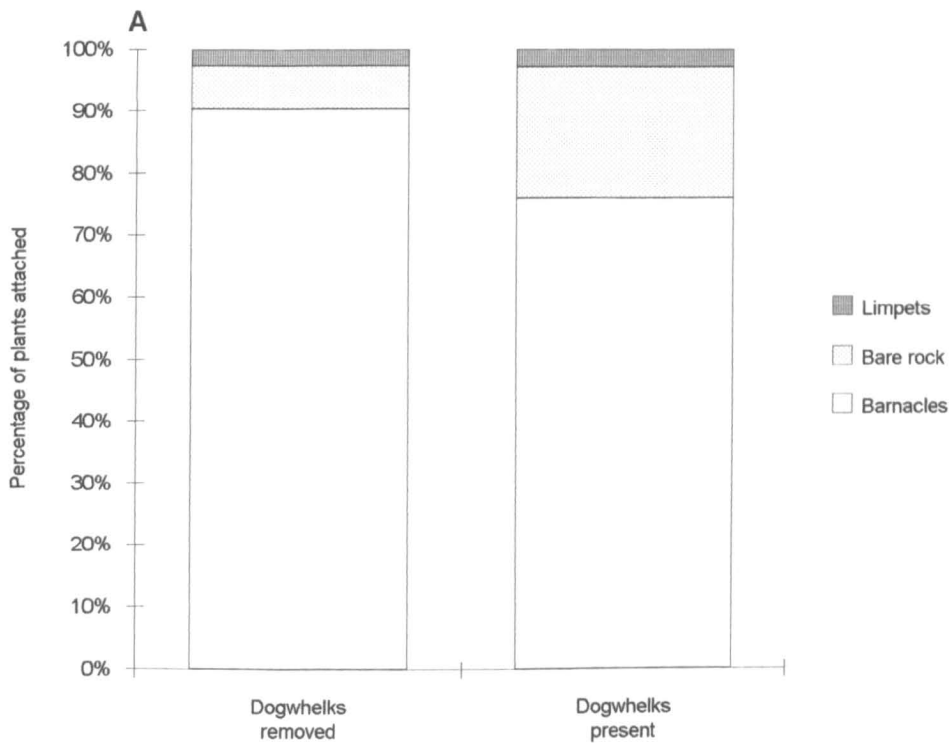 A
100%
90%
80%
70%
60%
50%
40%
30%
20%
10%
0%
Percentage of plants attached
Dogwhelks
removed
Dogwhelks
present
Limpets
Bare rock
Barnacles